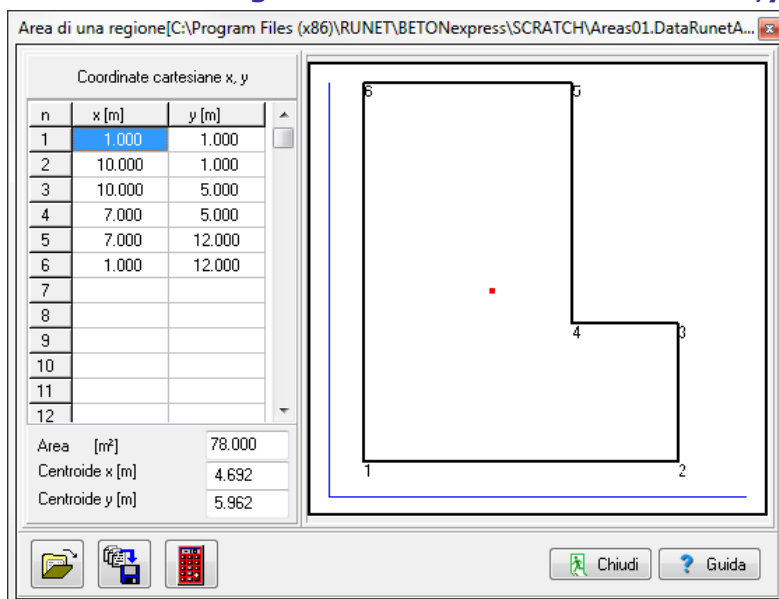 Area di una regione[C:\Program Files (x86)\RUNET\BETONexpress\SCRATCH\Areas01.DataRunetA...
Coordinate cartesiane x, y
n x [m] y [m]
1 1.000 1.000
2 10.000 1.000
3 10.000 5.000
4 7.000 5.000
5 7.000 12.000
6 1.000 12.000
7
8
9
10
11
12
Area [m²] 78.000
Centroide x [m] 4.692
Centroide y [m] 5.962
6 5
4 3
1 2
Chiudi ? Guida